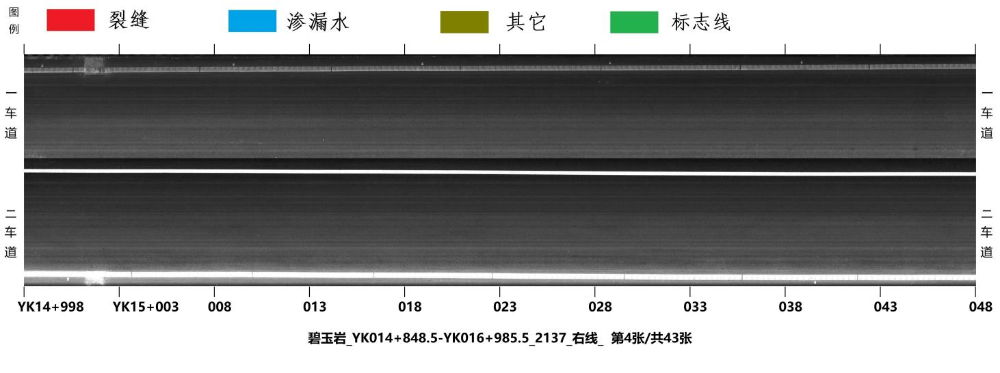 图例
裂缝 渗漏水 其它 标志线
一车道 一车道
二车道 二车道
YK14+998 YK15+003 008 013 018 023 028 033 038 043 048
碧玉岩_YK014+848.5-YK016+985.5_2137_右线_ 第4张/共43张